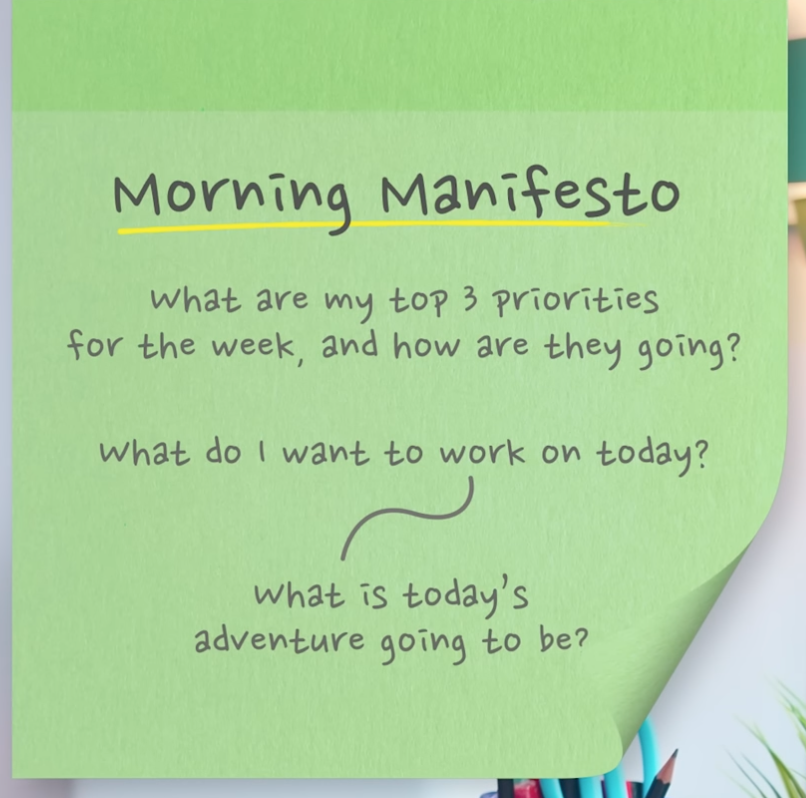 Morning Manifesto
What are my top 3 priorities
for the week, and how are they going?
What do I want to work on today?
What is today's
adventure going to be?